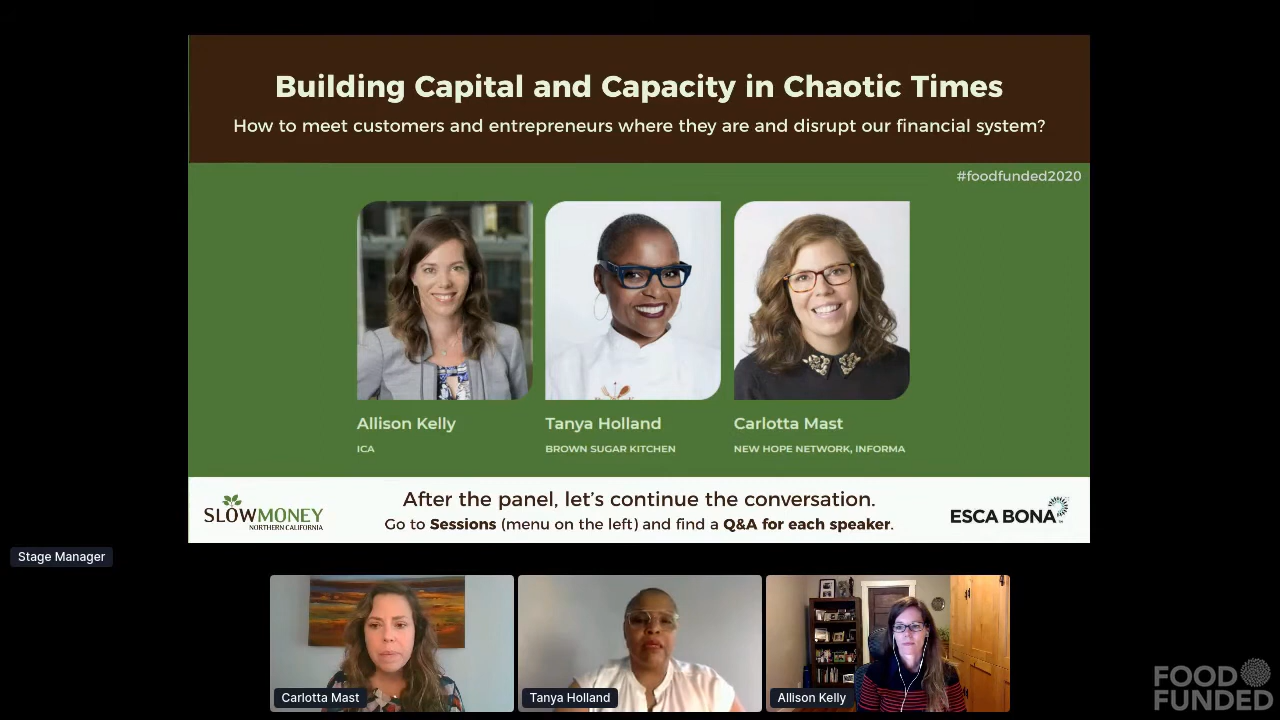 Building Capital and Capacity in Chaotic Times
How to meet customers and entrepreneurs where they are and disrupt our financial system?
#foodfunded2020
Allison Kelly
ICA
Tanya Holland
BROWN SUGAR KITCHEN
Carlotta Mast
NEW HOPE NETWORK, INFORMA
SLOWMONEY
NORTHERN CALIFORNIA
After the panel, let's continue the conversation.
Go to Sessions (menu on the left) and find a Q&A for each speaker.
ESCA BONA
Stage Manager
Carlotta Mast
Tanya Holland
Allison Kelly
FOOD
FUNDED